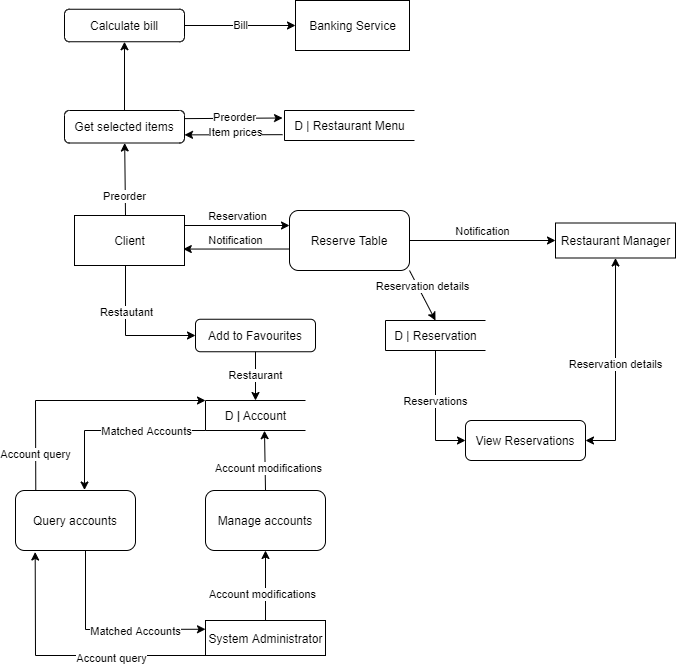 Calculate bill
Bill
Banking Service
Get selected items
Preorder
Item prices
D | Restaurant Menu
Preorder
Client
Reservation
Notification
Reserve Table
Notification
Restaurant Manager
Reservation details
Restautant
Add to Favourites
D | Reservation
Reservation details
Restaurant
Reservations
D | Account
Matched Accounts
View Reservations
Account query
Account modifications
Query accounts
Manage accounts
Account modifications
Matched Accounts
System Administrator
Account query